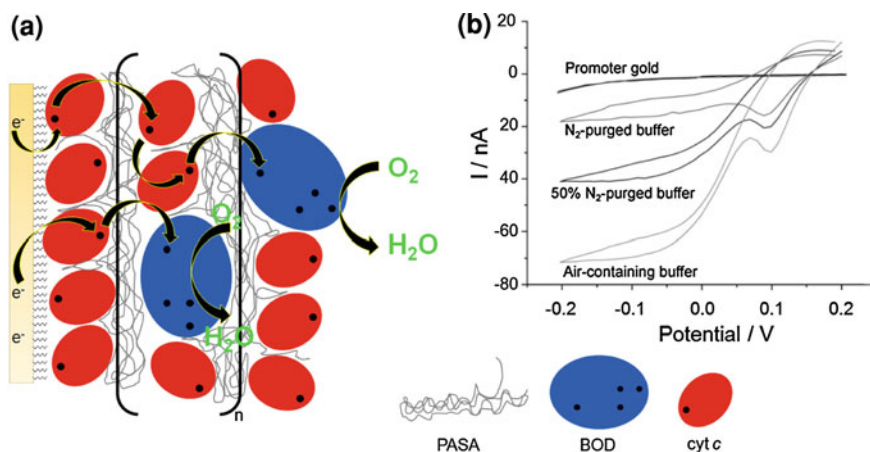 (a)
e-
e-
e-
O₂
H₂O
O₂
H₂O
n
(b)
I / nA
20
0
20
-40
-60
-80
Promoter gold
N₂-purged buffer
50% N₂-purged buffer
Air-containing buffer
-0.2
-0.1
0.0
0.1
0.2
Potential / V
PASA
BOD
cyt c